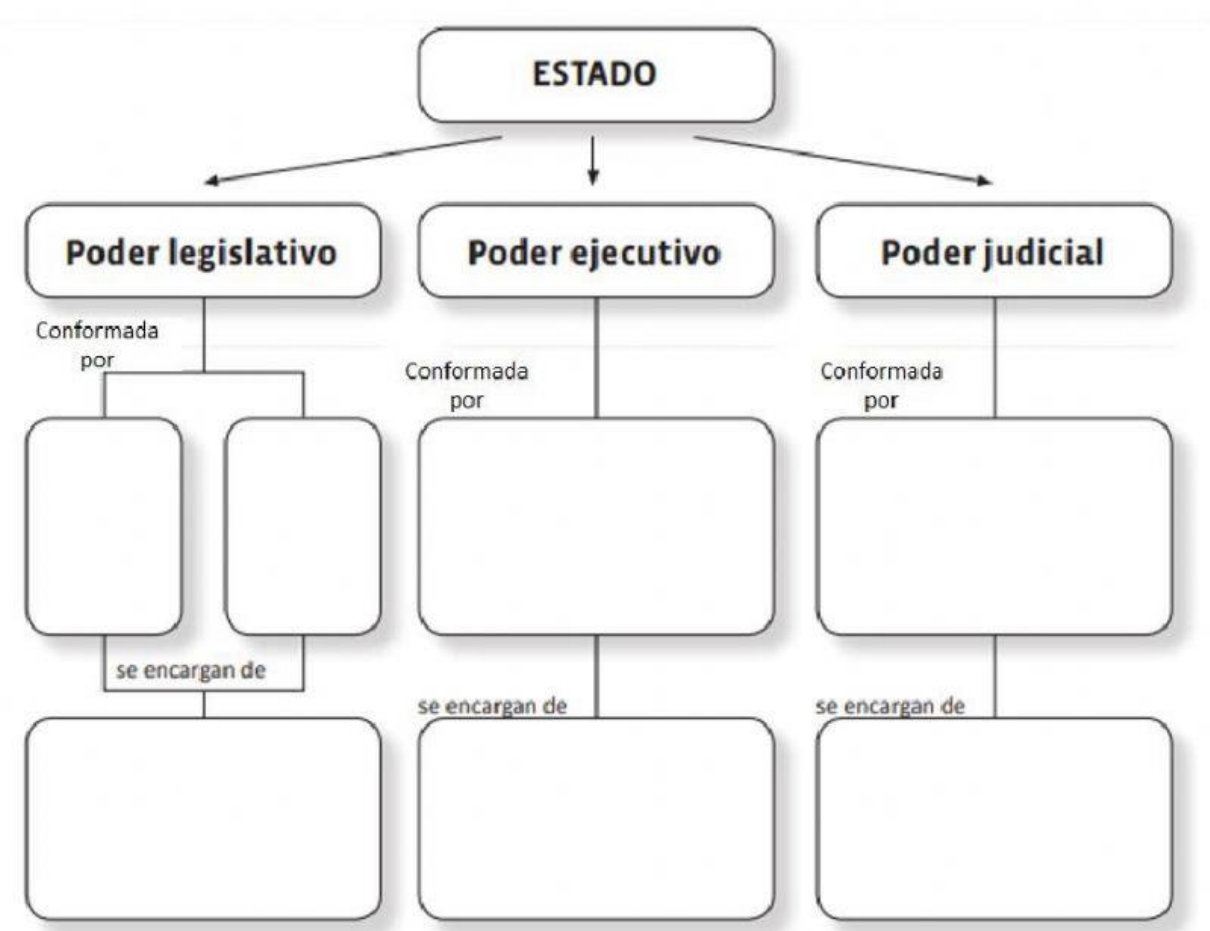 ESTADO
Poder legislativo
Poder ejecutivo
Poder judicial
Conformada
por
Conformada
por
Conformada
por
se encargan de
se encargan de
se encargan de